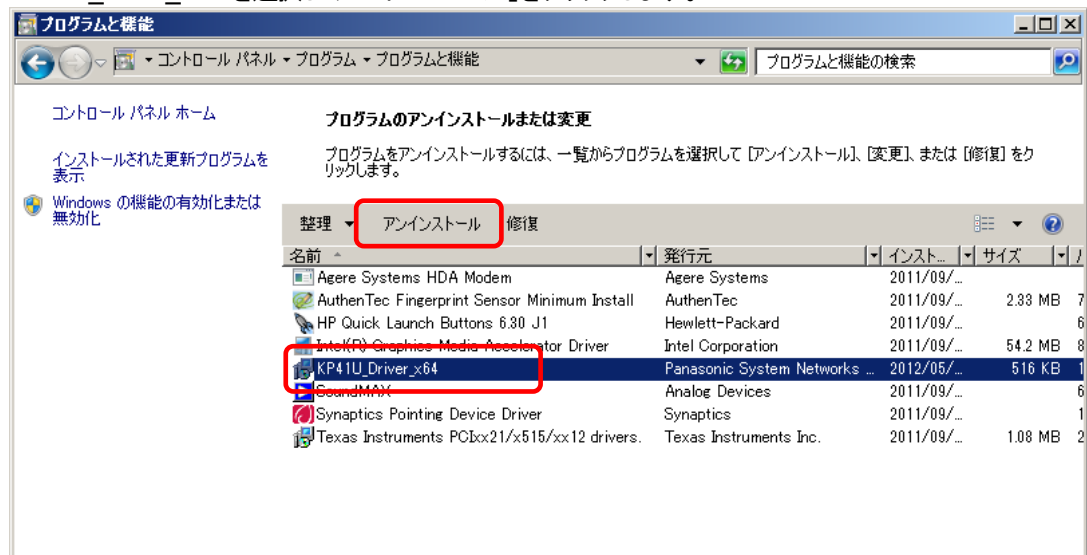 プログラムと機能
コントロール パネル ▾ プログラム ▾ プログラムと機能
プログラムと機能の検索
コントロール パネル ホーム
インストールされた更新プログラムを
表示
Windows の機能の有効化または
無効化
プログラムのアンインストールまたは変更
プログラムをアンインストールするには、一覧からプログラムを選択して [アンインストール]、[変更]、または [修復] をク
リックします。
整理 アンインストール 修復
名前 発行元 インスト... サイズ
Agere Systems HDA Modem Agere Systems 2011/09/...
AuthenTec Fingerprint Sensor Minimum Install AuthenTec 2011/09/... 2.33 MB 7
HP Quick Launch Buttons 6.30 J1 Hewlett-Packard 2011/09/... 6
Intel(R) Graphics Media Accelerator Driver Intel Corporation 2011/09/... 54.2 MB 8
KP41U_Driver_x64 Panasonic System Networks ... 2012/05/... 516 KB 1
SoundMAX Analog Devices 2011/09/... 6
Synaptics Pointing Device Driver Synaptics 2011/09/... 1
Texas Instruments PCIxx21/x515/xx12 drivers. Texas Instruments Inc. 2011/09/... 1.08 MB 2